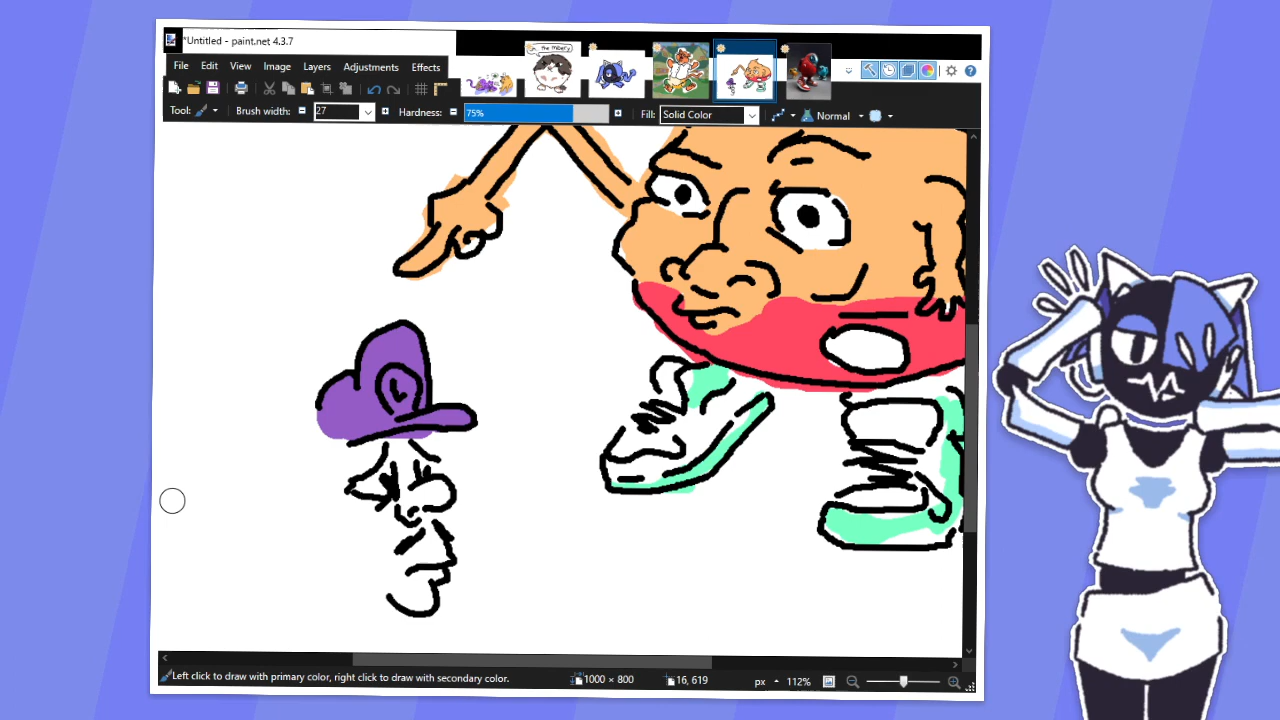 *Untitled - paint.net 4.3.7
File Edit View Image Layers Adjustments Effects
Tool: Brush width: 27 Hardness: 75% Fill: Solid Color Normal
L
Left click to draw with primary color, right click to draw with secondary color. 1000 × 800 16, 619 px 112%